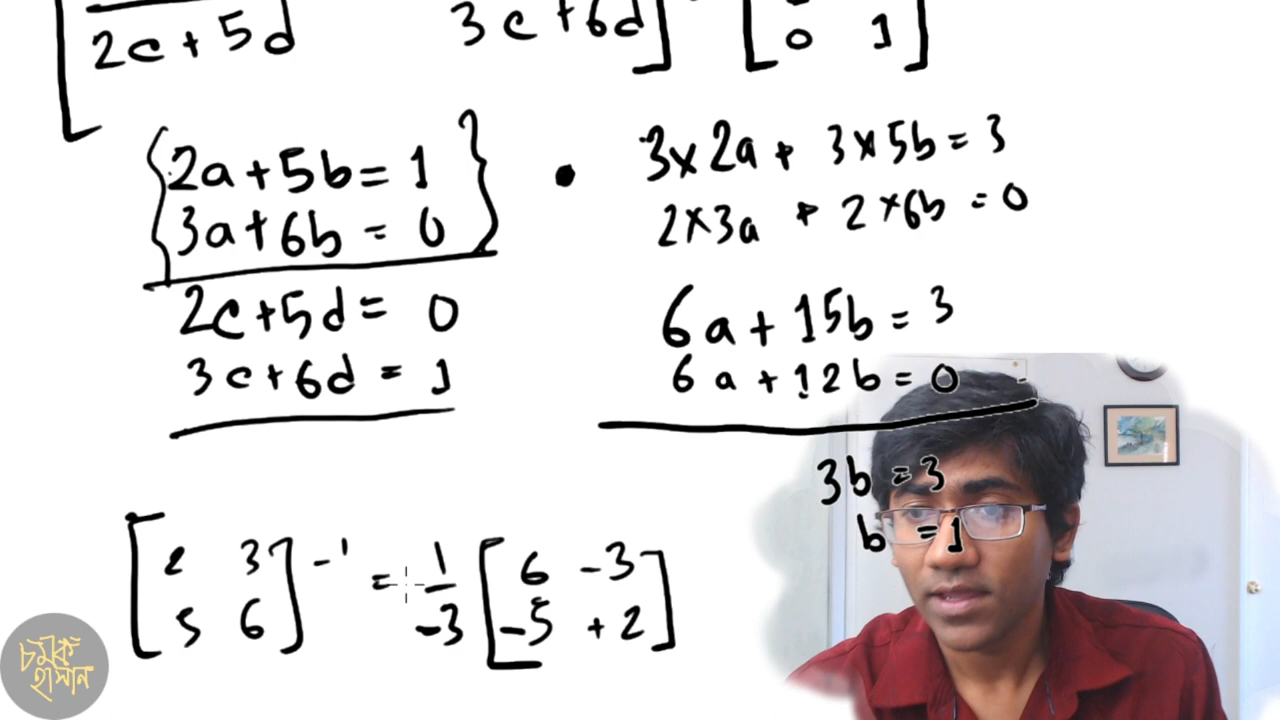 2c + 5d 3c + 6d ]
0 1
2a + 5b = 1
3a + 6b = 0
2c + 5d = 0
3c + 6d = 1
3 × 2a + 3 × 5b = 3
2 × 3a + 2 × 6b = 0
6a + 15b = 3
6a + 12b = 0 -
3b = 3
b = 1
[ 2 3 ] -1 = 1 [ 6 -3 ]
[ 5 6 ] -3 [ -5 +2 ]
চমক
হাসান